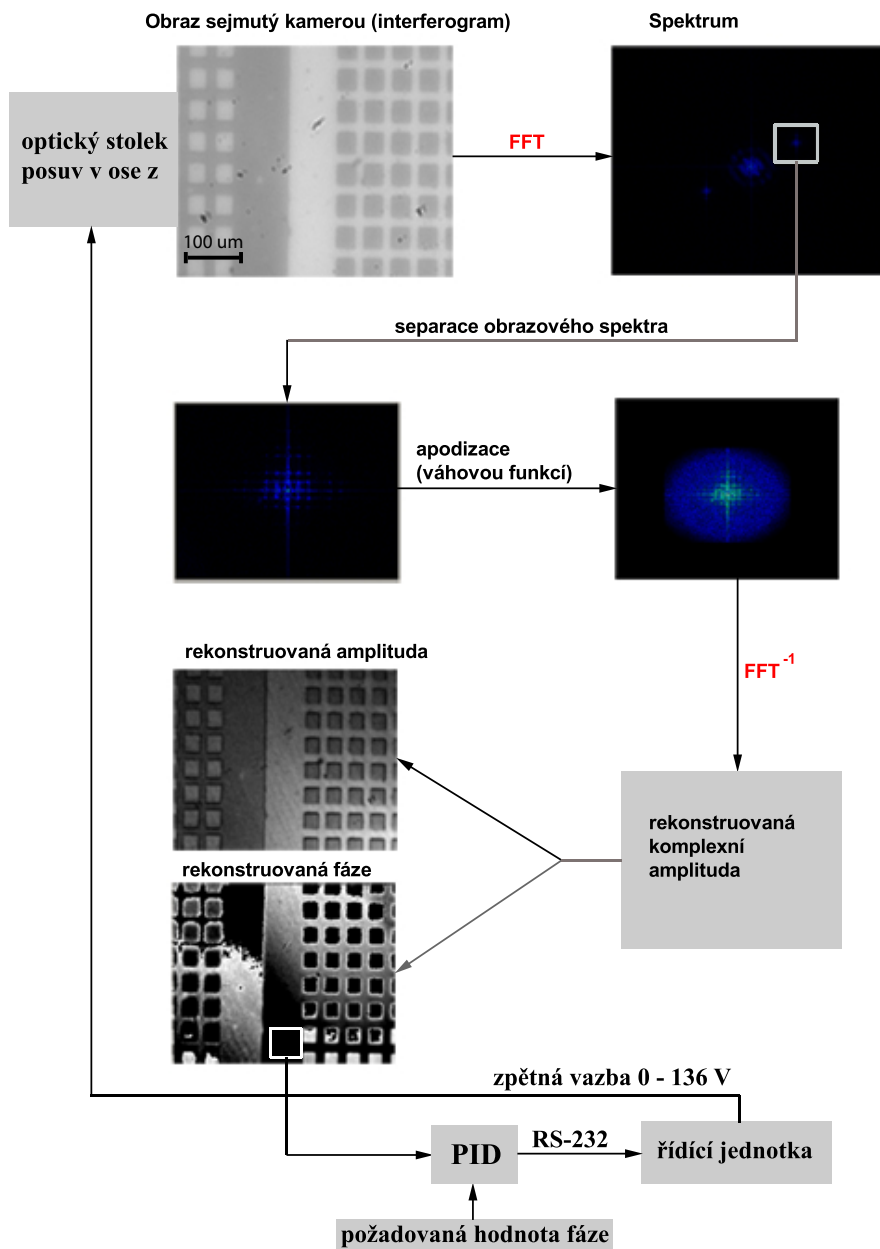 Obraz sejmutý kamerou (interferogram)
Spektrum
optický stolek
posuv v ose z
FFT
100 um
separace obrazového spektra
apodizace
(váhovou funkcí)
rekonstruovaná amplituda
FFT -1
rekonstruovaná
komplexní
amplituda
rekonstruovaná fáze
zpětná vazba 0 - 136 V
PID
RS-232
řídící jednotka
požadovaná hodnota fáze